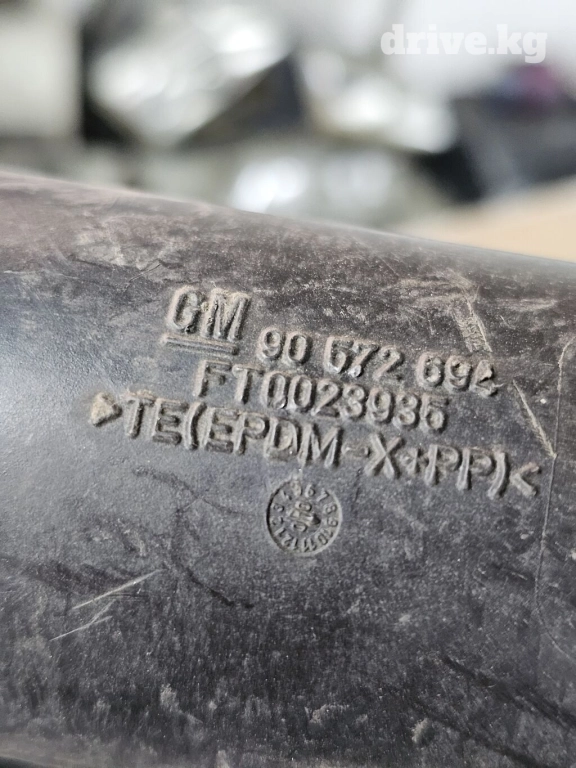 drive.kg
GM 90 572 694
FT0023935
>TE(EPDM-X+PP)<